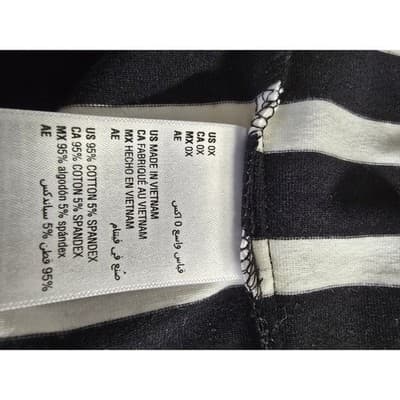 US 0X
CA 0X
MX 0X
AE
قياس واسع 0 اكس
US MADE IN VIETNAM
CA FABRIQUÉ AU VIETNAM
MX HECHO EN VIETNAM
AE
صنع في فيتنام
US 95% COTTON 5% SPANDEX
CA 95% COTON 5% SPANDEX
MX 95% algodón 5% spándex
AE
95% قطن 5% سباندكس